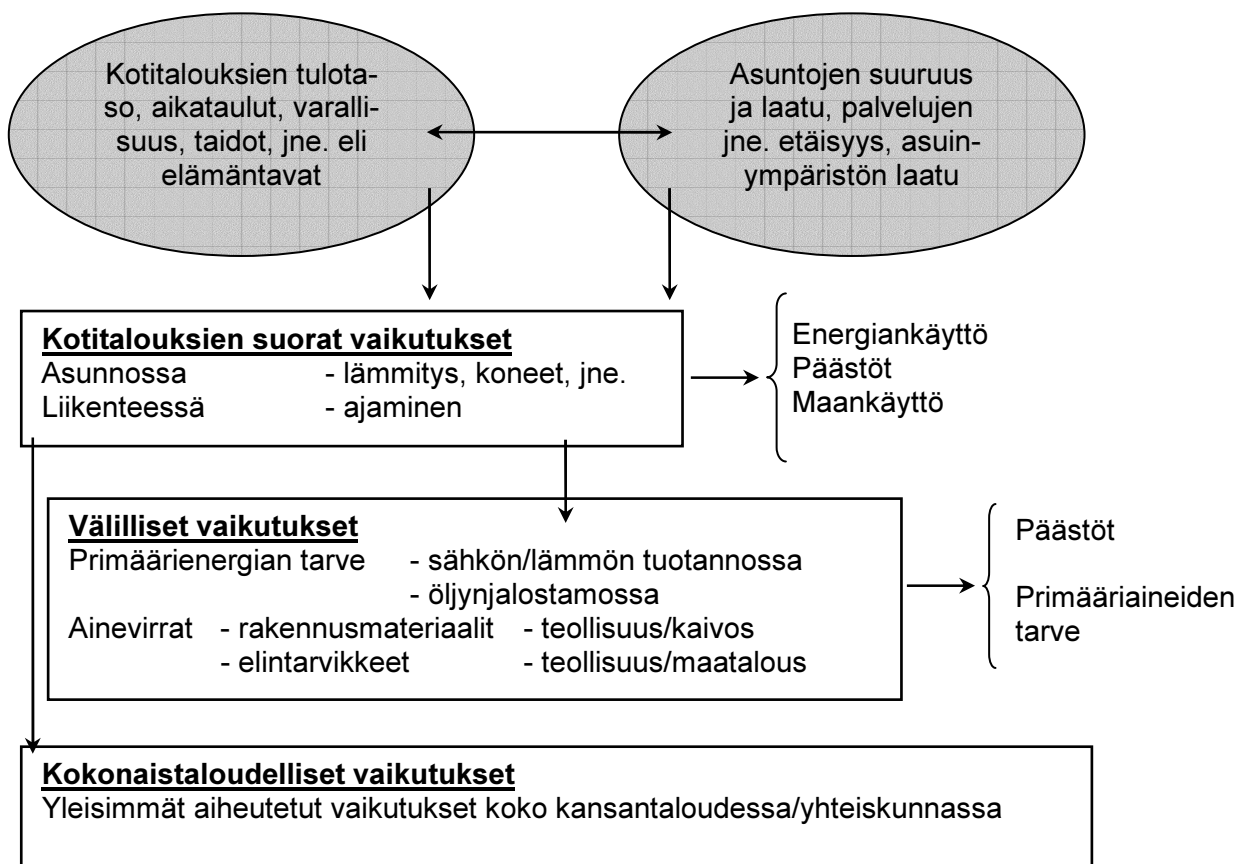 Kotitalouksien tulota-
so, aikataulut, varalli-
suus, taidot, jne. eli
elämäntavat
Asuntojen suuruus
ja laatu, palvelujen
jne. etäisyys, asuin-
ympäristön laatu
Kotitalouksien suorat vaikutukset
Asunnossa - lämmitys, koneet, jne.
Liikenteessä - ajaminen
Energiankäyttö
Päästöt
Maankäyttö
Välilliset vaikutukset
Primäärienergian tarve - sähkön/lämmön tuotannossa
- öljynjalostamossa
Ainevirrat - rakennusmateriaalit - teollisuus/kaivos
- elintarvikkeet - teollisuus/maatalous
Päästöt
Primääriaineiden
tarve
Kokonaistaloudelliset vaikutukset
Yleisimmät aiheutetut vaikutukset koko kansantaloudessa/yhteiskunnassa